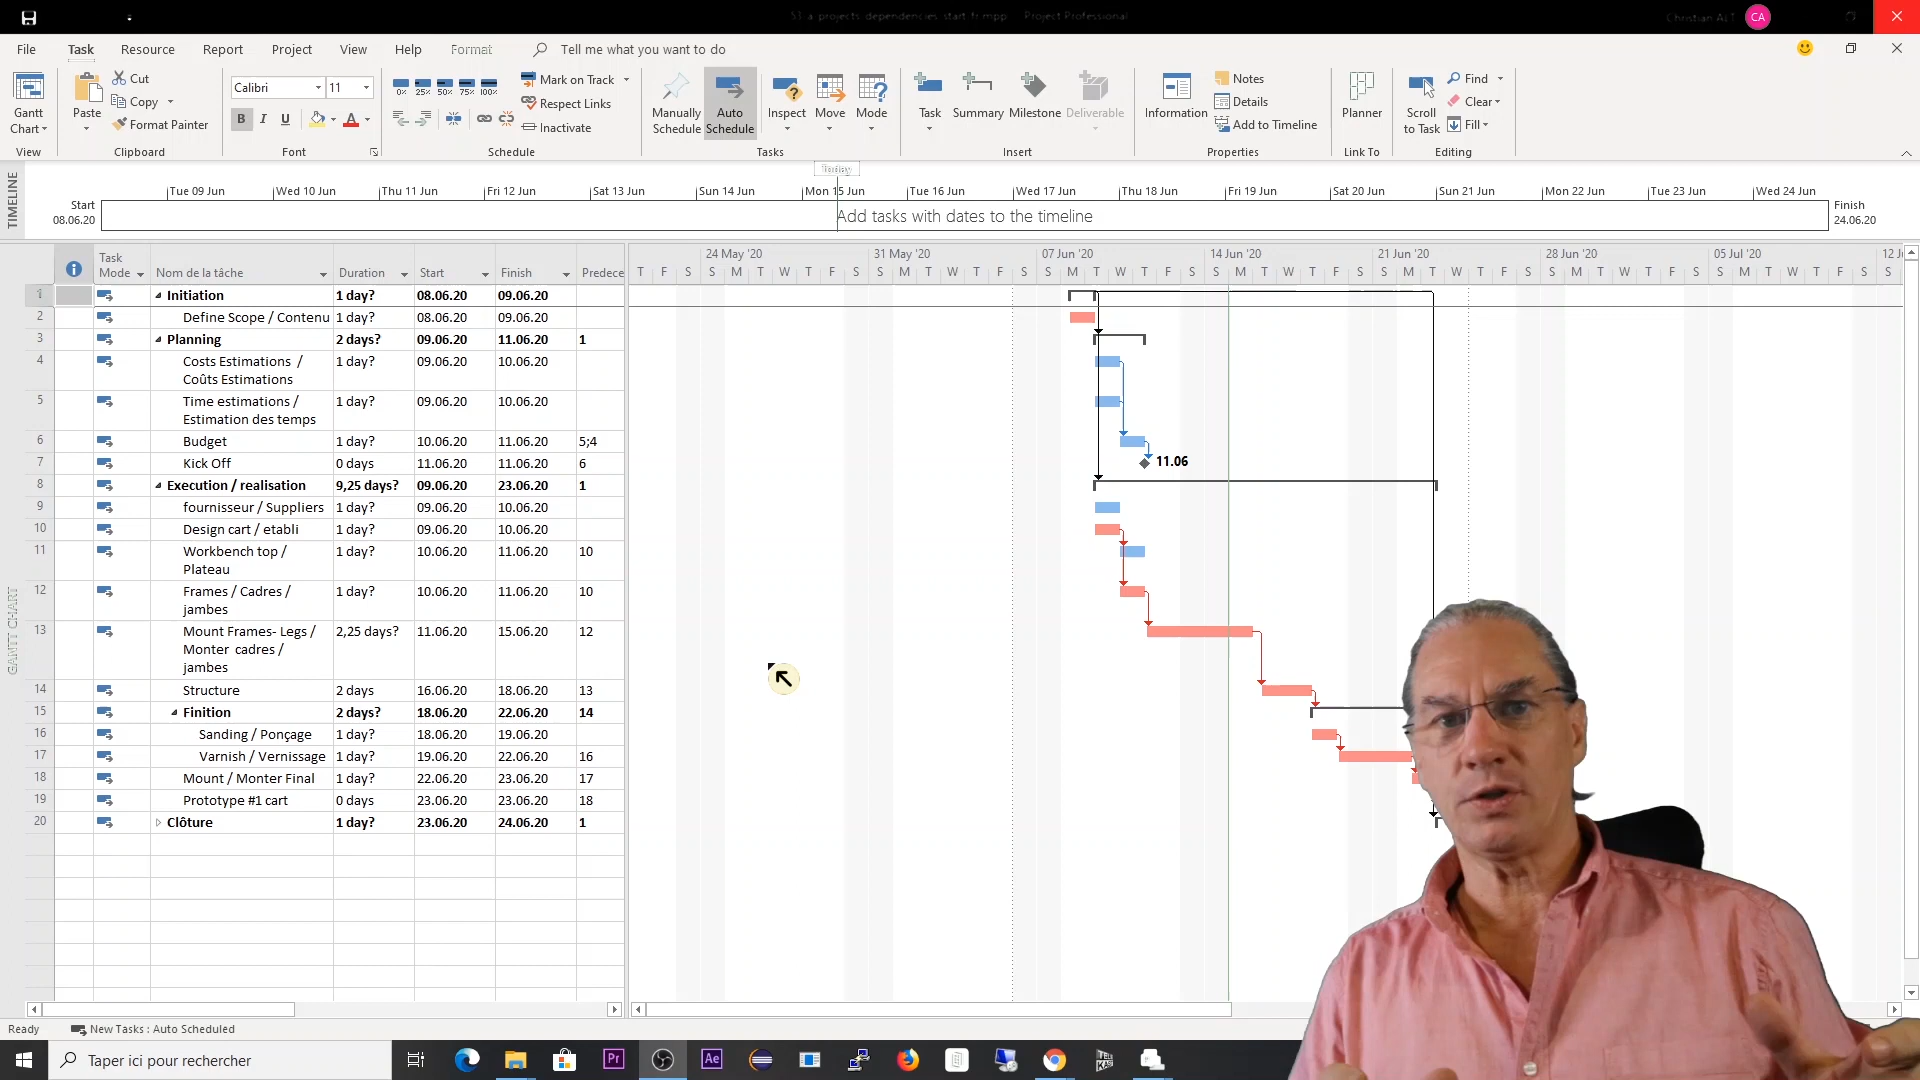 53 a projects dependencies start fr.mpp - Project Professional
Christian ALT CA
File Task Resource Report Project View Help Format Tell me what you want to do
Gantt Chart
View
Paste
Cut
Copy
Format Painter
Clipboard
Calibri 11
B I U A
Font
0% 25% 50% 75% 100%
Mark on Track
Respect Links
Inactivate
Schedule
Manually Schedule
Auto Schedule
Inspect
Move
Mode
Tasks
Task
Summary
Milestone
Deliverable
Insert
Information
Notes
Details
Add to Timeline
Properties
Planner
Link To
Scroll to Task
Find
Clear
Fill
Editing
TIMELINE
Today
Tue 09 Jun Wed 10 Jun Thu 11 Jun Fri 12 Jun Sat 13 Jun Sun 14 Jun Mon 15 Jun Tue 16 Jun Wed 17 Jun Thu 18 Jun Fri 19 Jun Sat 20 Jun Sun 21 Jun Mon 22 Jun Tue 23 Jun Wed 24 Jun
Start
08.06.20
Add tasks with dates to the timeline
Finish
24.06.20
GANTT CHART
Task Mode Nom de la tâche Duration Start Finish Predece
24 May '20 31 May '20 07 Jun '20 14 Jun '20 21 Jun '20 28 Jun '20 05 Jul '20 12 Ju
T F S S M T W T F S S M T W T F S S M T W T F S S M T W T F S S M T W T F S S M T W T F S S M T W T F S S
1 Initiation 1 day? 08.06.20 09.06.20
2 Define Scope / Contenu 1 day? 08.06.20 09.06.20
3 Planning 2 days? 09.06.20 11.06.20 1
4 Costs Estimations / 1 day? 09.06.20 10.06.20
Coûts Estimations
5 Time estimations / 1 day? 09.06.20 10.06.20
Estimation des temps
6 Budget 1 day? 10.06.20 11.06.20 5;4
7 Kick Off 0 days 11.06.20 11.06.20 6
11.06
8 Execution / realisation 9,25 days? 09.06.20 23.06.20 1
9 fournisseur / Suppliers 1 day? 09.06.20 10.06.20
10 Design cart / etabli 1 day? 09.06.20 10.06.20
11 Workbench top / 1 day? 10.06.20 11.06.20 10
Plateau
12 Frames / Cadres / 1 day? 10.06.20 11.06.20 10
jambes
13 Mount Frames- Legs / 2,25 days? 11.06.20 15.06.20 12
Monter cadres /
jambes
14 Structure 2 days 16.06.20 18.06.20 13
15 Finition 2 days? 18.06.20 22.06.20 14
16 Sanding / Ponçage 1 day? 18.06.20 19.06.20
17 Varnish / Vernissage 1 day? 19.06.20 22.06.20 16
18 Mount / Monter Final 1 day? 22.06.20 23.06.20 17
19 Prototype #1 cart 0 days 23.06.20 23.06.20 18
20 Clôture 1 day? 23.06.20 24.06.20 1
Ready New Tasks : Auto Scheduled
Taper ici pour rechercher
Pr Ae